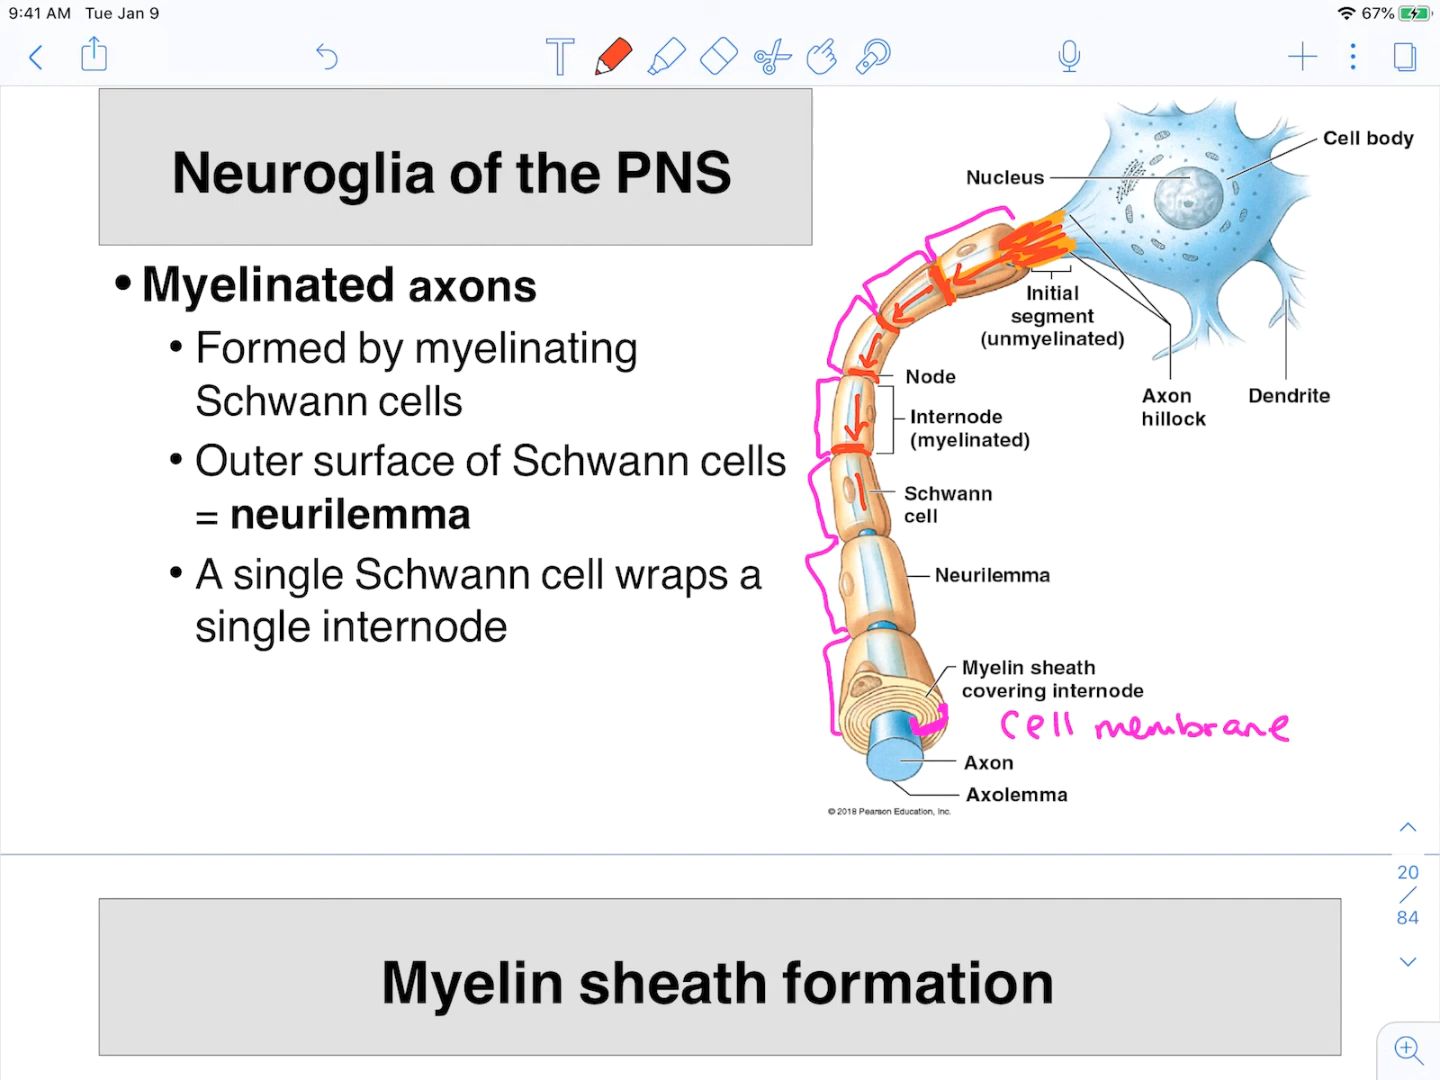 9:41 AM Tue Jan 9
67%
Neuroglia of the PNS
• Myelinated axons
• Formed by myelinating
Schwann cells
• Outer surface of Schwann cells
= neurilemma
• A single Schwann cell wraps a
single internode
Cell body
Nucleus
Initial
segment
(unmyelinated)
Axon
hillock
Dendrite
Node
Internode
(myelinated)
Schwann
cell
Neurilemma
Myelin sheath
covering internode
Cell membrane
Axon
Axolemma
© 2018 Pearson Education, Inc.
20
/
84
Myelin sheath formation